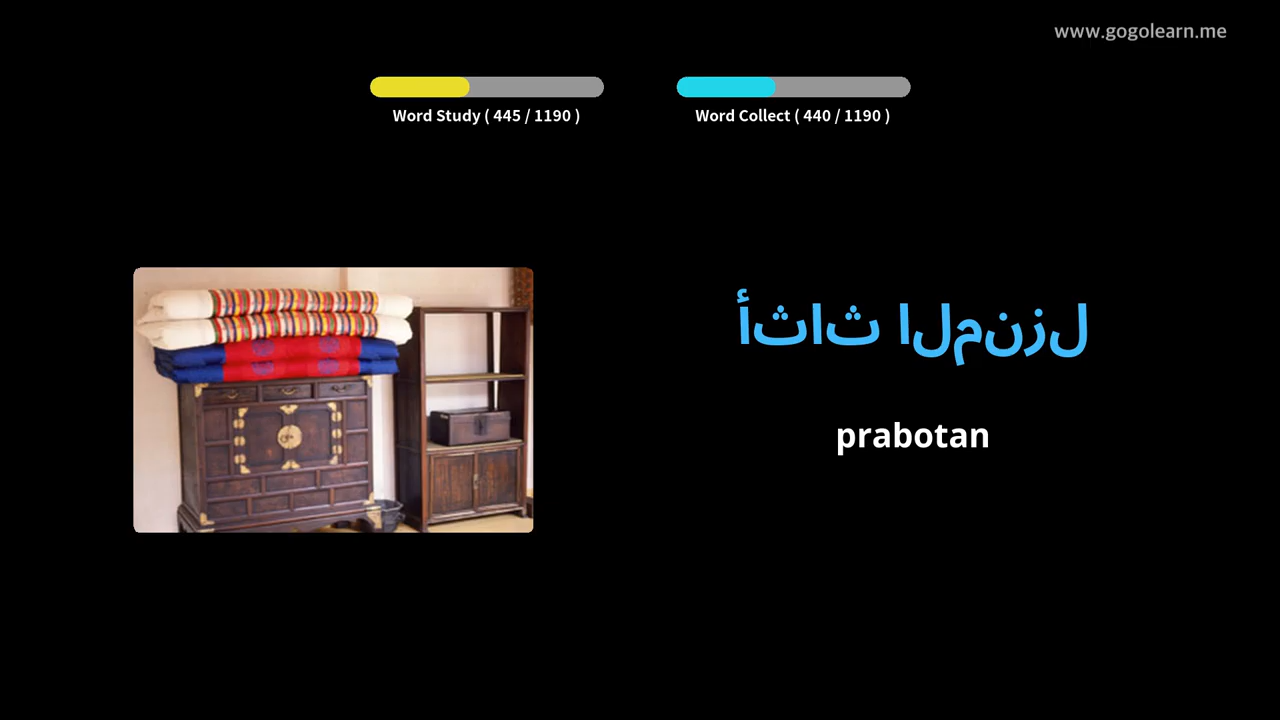 www.gogolearn.me
Word Study ( 445 / 1190 )
Word Collect ( 440 / 1190 )
أثاث المنزل
prabotan